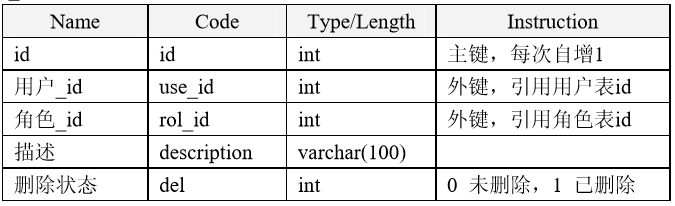 Name Code Type/Length Instruction
id id int 主键，每次自增1
用户_id use_id int 外键，引用用户表id
角色_id rol_id int 外键，引用角色表id
描述 description varchar(100)
删除状态 del int 0 未删除，1 已删除